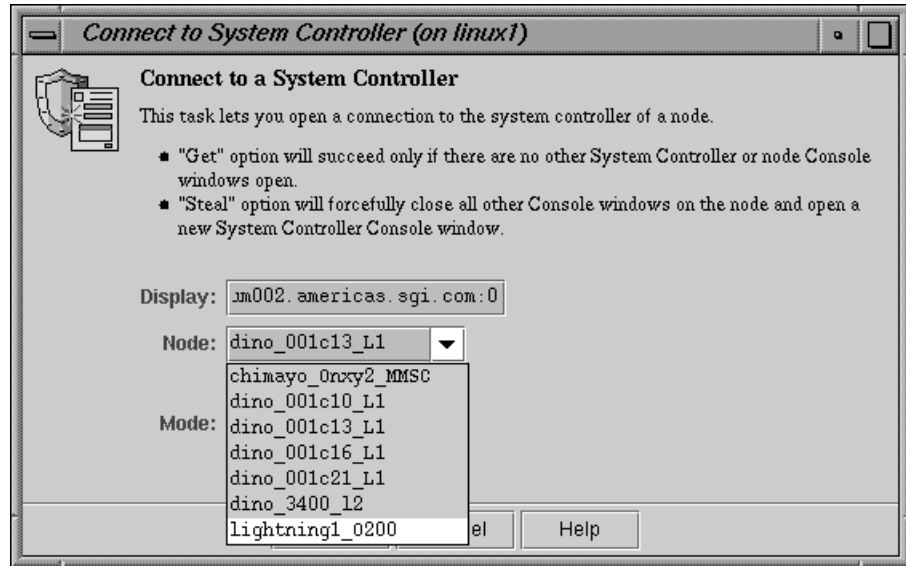 Connect to System Controller (on linux1)
Connect to a System Controller
This task lets you open a connection to the system controller of a node.
"Get" option will succeed only if there are no other System Controller or node Console
windows open.
"Steal" option will forcefully close all other Console windows on the node and open a
new System Controller Console window.
Display: um002.americas.sgi.com:0
Node: dino_001c13_L1
chimayo_Onxy2_MMSC
dino_001c10_L1
dino_001c13_L1
Mode:
dino_001c16_L1
dino_001c21_L1
dino_3400_l2
lightning1_0200
el Help